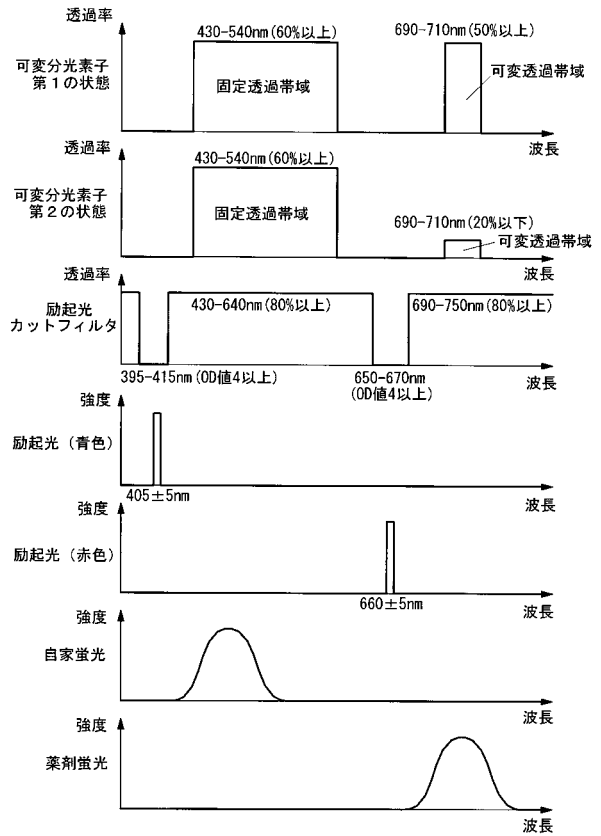 透過率
430-540nm(60%以上)
690-710nm(50%以上)
可変分光素子
第1の状態
固定透過帯域
可変透過帯域
波長
透過率
430-540nm(60%以上)
可変分光素子
第2の状態
固定透過帯域
690-710nm(20%以下)
可変透過帯域
波長
透過率
励起光
カットフィルタ
430-640nm(80%以上)
690-750nm(80%以上)
395-415nm(OD値4以上)
650-670nm
(OD値4以上)
波長
強度
励起光(青色)
405±5nm
波長
強度
励起光(赤色)
660±5nm
波長
強度
自家蛍光
波長
強度
薬剤蛍光
波長